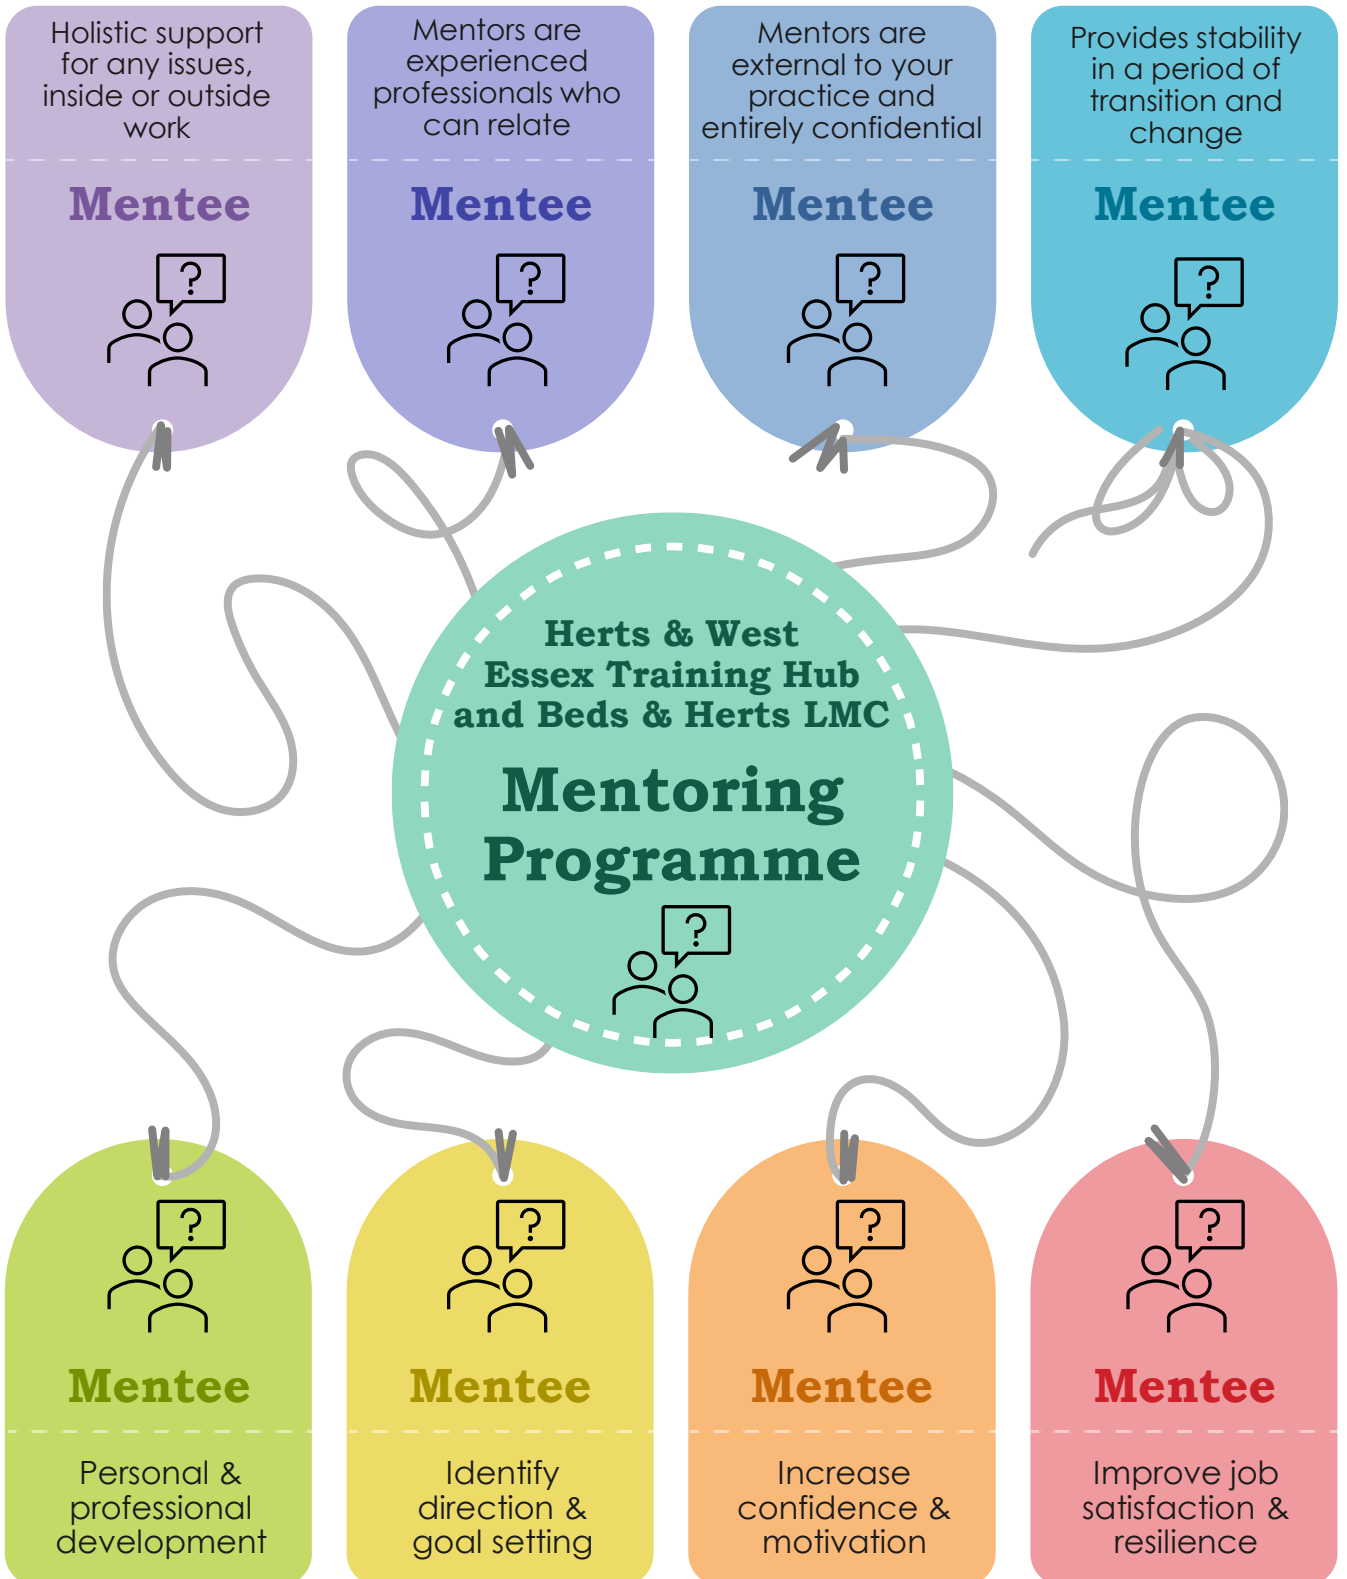 Holistic support
for any issues,
inside or outside
work
Mentee
?
Mentors are
experienced
professionals who
can relate
Mentee
?
Mentors are
external to your
practice and
entirely confidential
Mentee
?
Provides stability
in a period of
transition and
change
Mentee
?
Herts & West
Essex Training Hub
and Beds & Herts LMC
Mentoring
Programme
?
?
Mentee
Personal &
professional
development
?
Mentee
Identify
direction &
goal setting
?
Mentee
Increase
confidence &
motivation
?
Mentee
Improve job
satisfaction &
resilience